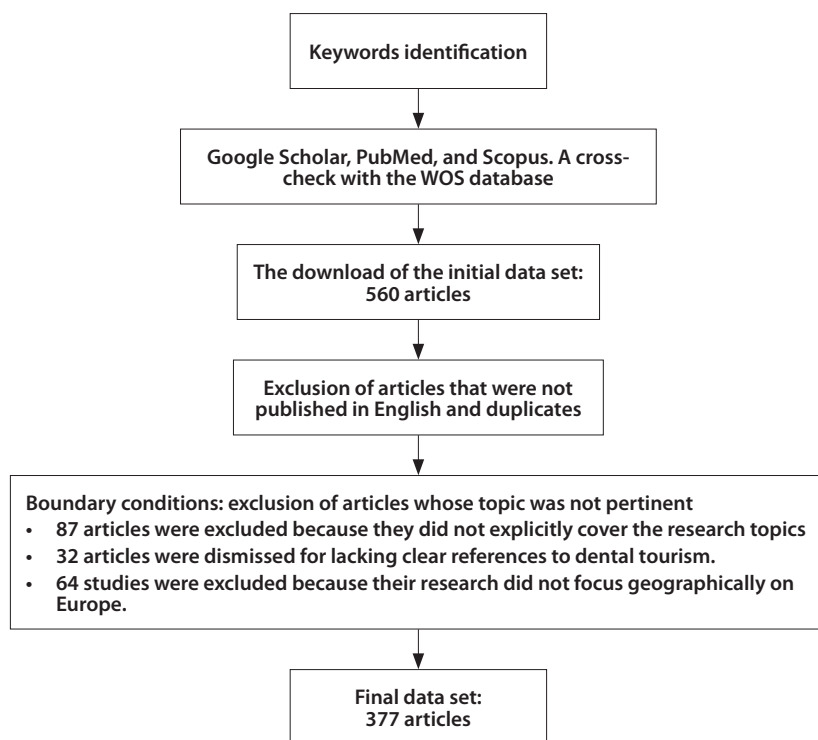 Keywords identification
Google Scholar, PubMed, and Scopus. A cross-
check with the WOS database
The download of the initial data set:
560 articles
Exclusion of articles that were not
published in English and duplicates
Boundary conditions: exclusion of articles whose topic was not pertinent
• 87 articles were excluded because they did not explicitly cover the research topics
• 32 articles were dismissed for lacking clear references to dental tourism.
• 64 studies were excluded because their research did not focus geographically on
Europe.
Final data set:
377 articles